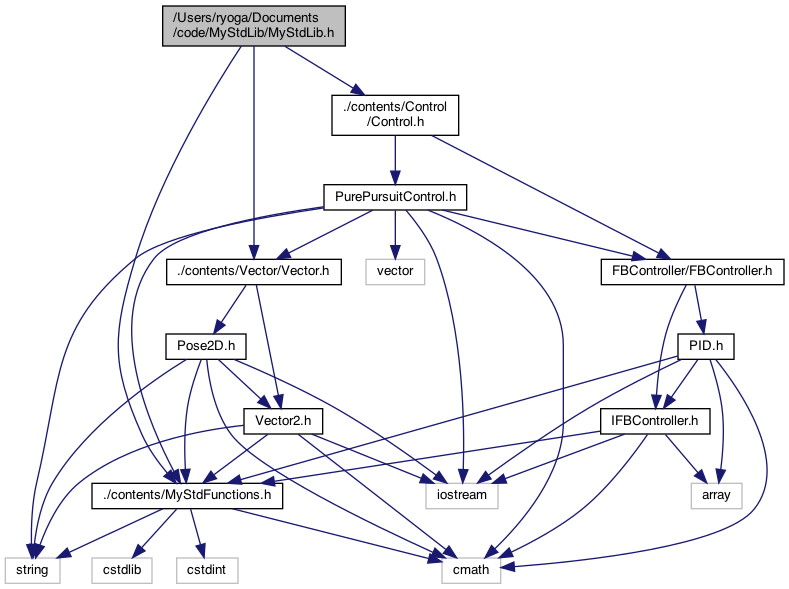 /Users/ryoga/Documents
/code/MyStdLib/MyStdLib.h
./contents/Control
/Control.h
PurePursuitControl.h
./contents/Vector/Vector.h
vector
FBController/FBController.h
Pose2D.h
PID.h
Vector2.h
IFBController.h
./contents/MyStdFunctions.h
iostream
array
string
cstdlib
cstdint
cmath